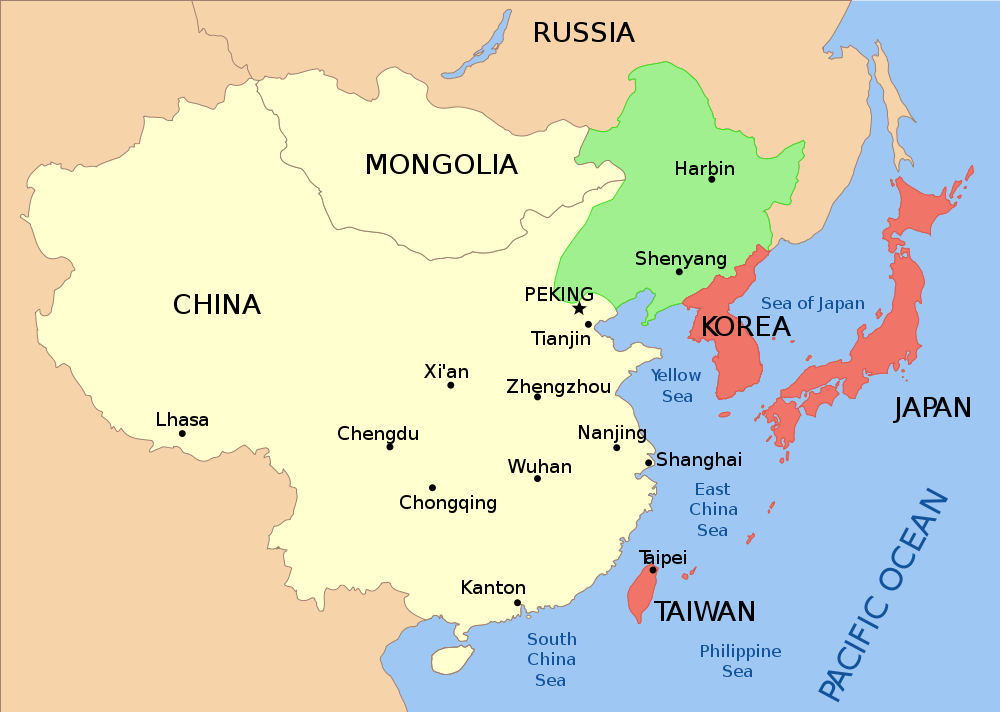 RUSSIA
MONGOLIA
Harbin
Shenyang
PEKING
CHINA
Sea of Japan
KOREA
Tianjin
Xi'an
Yellow
Sea
Zhengzhou
JAPAN
Lhasa
Chengdu
Nanjing
Shanghai
Wuhan
Chongqing
East
China
Sea
PACIFIC OCEAN
Taipei
Kanton
TAIWAN
South
China
Sea
Philippine
Sea